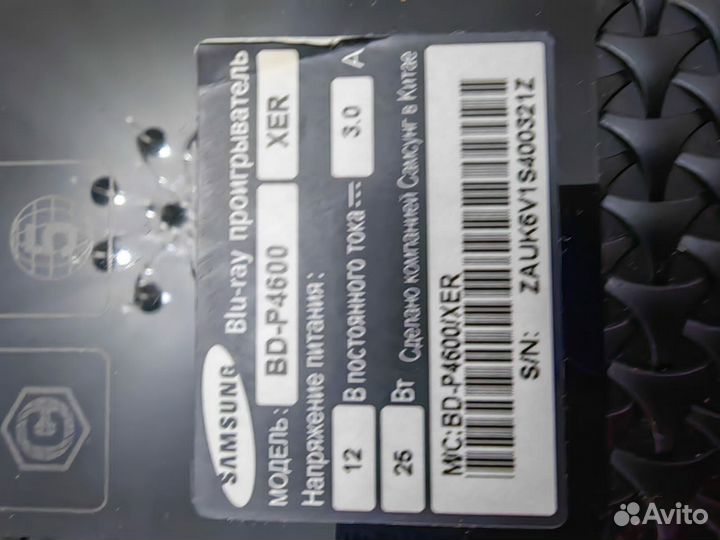 SAMSUNG Blu-ray проигрыватель
МОДЕЛЬ: BD-P4600 XER
Напряжение питания:
12 В постоянного тока 3.0 А
25 Вт Сделано компанией Самсунг в Китае
M/C:BD-P4600/XER
S/N: ZAUK6V1S400321Z
5
Avito